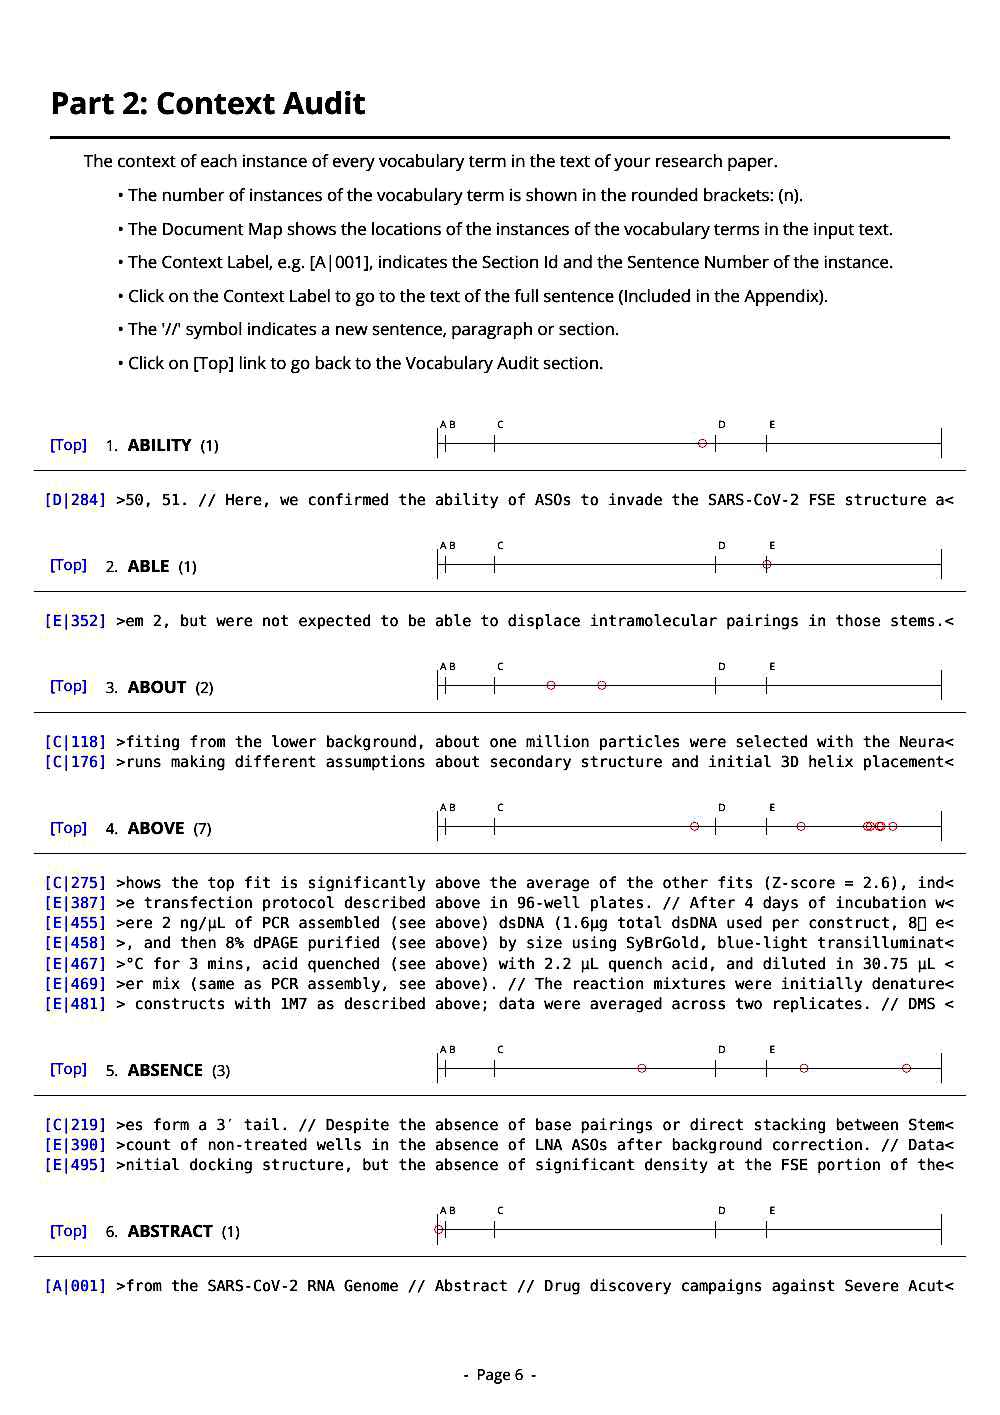 Part 2: Context Audit
The context of each instance of every vocabulary term in the text of your research paper.
• The number of instances of the vocabulary term is shown in the rounded brackets: (n).
• The Document Map shows the locations of the instances of the vocabulary terms in the input text.
• The Context Label, e.g. [A|001], indicates the Section Id and the Sentence Number of the instance.
• Click on the Context Label to go to the text of the full sentence (Included in the Appendix).
• The '//' symbol indicates a new sentence, paragraph or section.
• Click on [Top] link to go back to the Vocabulary Audit section.
A B C D E
[Top] 1. ABILITY (1)
[D|284] >50, 51. // Here, we confirmed the ability of ASOs to invade the SARS-CoV-2 FSE structure a<
A B C D E
[Top] 2. ABLE (1)
[E|352] >em 2, but were not expected to be able to displace intramolecular pairings in those stems.<
A B C D E
[Top] 3. ABOUT (2)
[C|118] >fiting from the lower background, about one million particles were selected with the Neura<
[C|176] >runs making different assumptions about secondary structure and initial 3D helix placement<
A B C D E
[Top] 4. ABOVE (7)
[C|275] >hows the top fit is significantly above the average of the other fits (Z-score = 2.6), ind<
[E|387] >e transfection protocol described above in 96-well plates. // After 4 days of incubation w<
[E|455] >ere 2 ng/µL of PCR assembled (see above) dsDNA (1.6µg total dsDNA used per construct, 8▯ e<
[E|458] >, and then 8% dPAGE purified (see above) by size using SyBrGold, blue-light transilluminat<
[E|467] >°C for 3 mins, acid quenched (see above) with 2.2 µL quench acid, and diluted in 30.75 µL <
[E|469] >er mix (same as PCR assembly, see above). // The reaction mixtures were initially denature<
[E|481] > constructs with 1M7 as described above; data were averaged across two replicates. // DMS <
A B C D E
[Top] 5. ABSENCE (3)
[C|219] >es form a 3′ tail. // Despite the absence of base pairings or direct stacking between Stem<
[E|390] >count of non-treated wells in the absence of LNA ASOs after background correction. // Data<
[E|495] >nitial docking structure, but the absence of significant density at the FSE portion of the<
A B C D E
[Top] 6. ABSTRACT (1)
[A|001] >from the SARS-CoV-2 RNA Genome // Abstract // Drug discovery campaigns against Severe Acut<
- Page 6 -